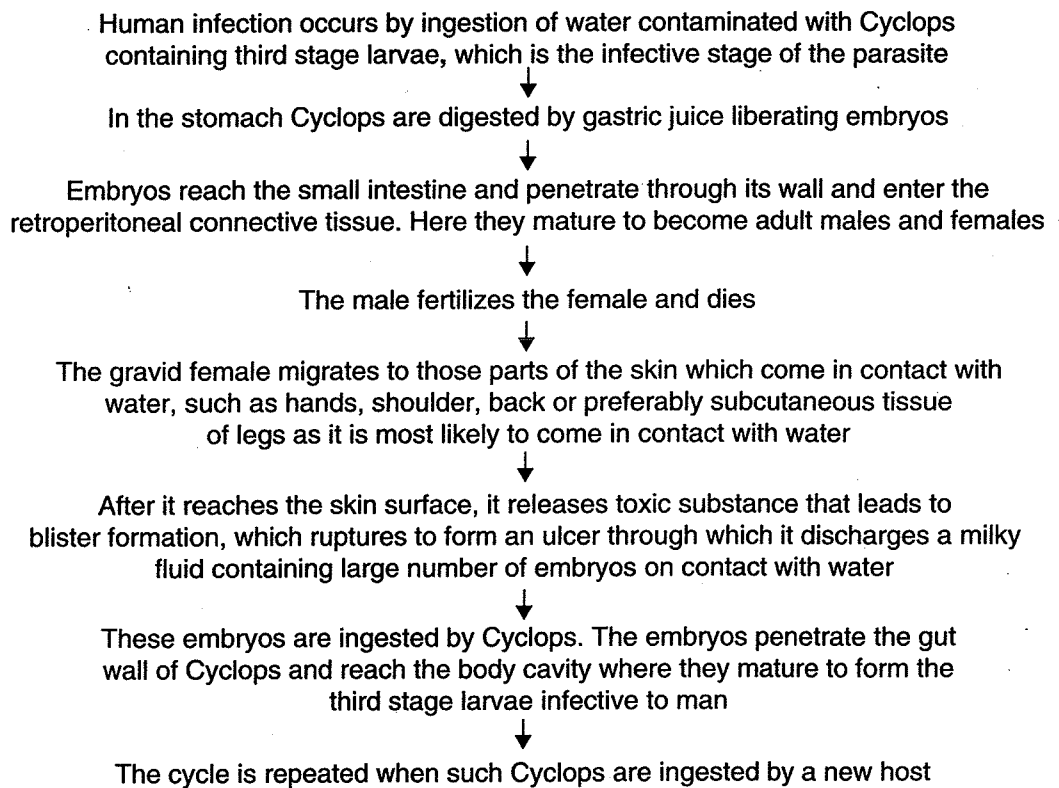 Human infection occurs by ingestion of water contaminated with Cyclops
containing third stage larvae, which is the infective stage of the parasite
↓
In the stomach Cyclops are digested by gastric juice liberating embryos
↓
Embryos reach the small intestine and penetrate through its wall and enter the
retroperitoneal connective tissue. Here they mature to become adult males and females
↓
The male fertilizes the female and dies
↓
The gravid female migrates to those parts of the skin which come in contact with
water, such as hands, shoulder, back or preferably subcutaneous tissue
of legs as it is most likely to come in contact with water
↓
After it reaches the skin surface, it releases toxic substance that leads to
blister formation, which ruptures to form an ulcer through which it discharges a milky
fluid containing large number of embryos on contact with water
↓
These embryos are ingested by Cyclops. The embryos penetrate the gut
wall of Cyclops and reach the body cavity where they mature to form the
third stage larvae infective to man
↓
The cycle is repeated when such Cyclops are ingested by a new host